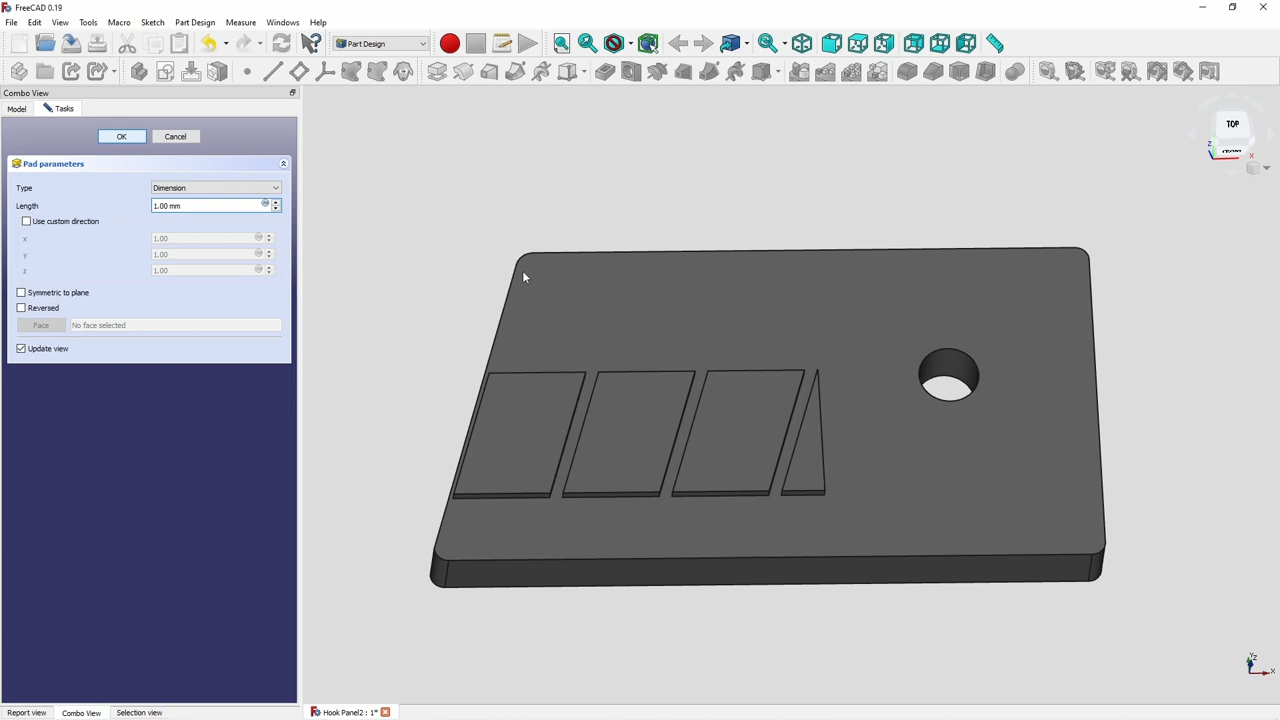 FreeCAD 0.19
File Edit View Tools Macro Sketch Part Design Measure Windows Help
Part Design
Combo View
Model Tasks
OK Cancel
Pad parameters
Type Dimension
Length 1.00 mm
Use custom direction
x 1.00
y 1.00
z 1.00
Symmetric to plane
Reversed
Face No face selected
Update view
TOP
FRONT
Z
X
Y Z
X
Report view Combo View Selection view
Hook Panel2 : 1*